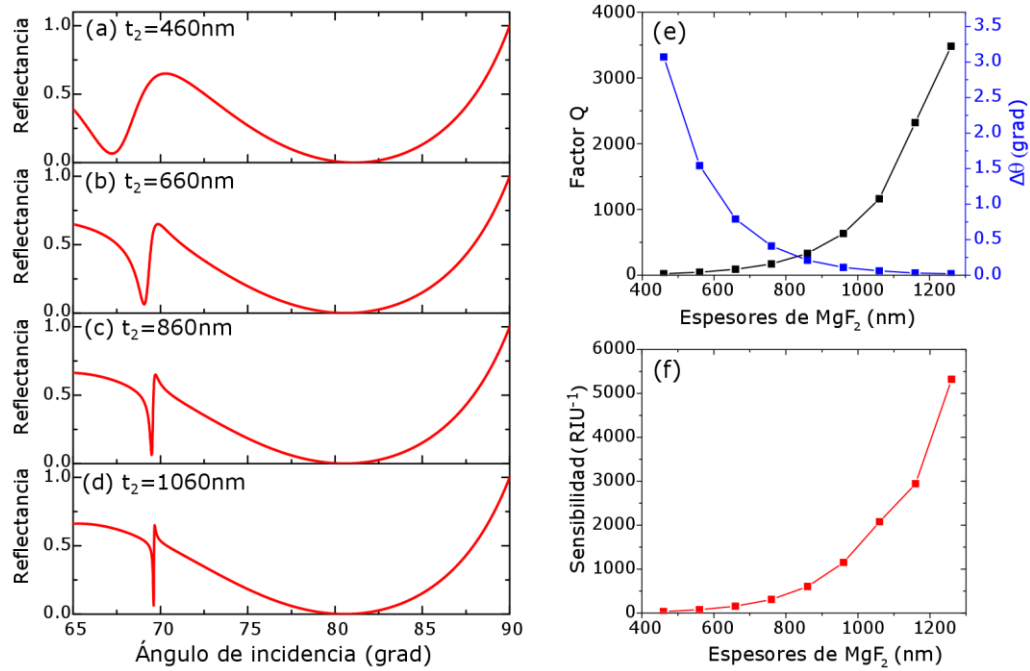 (a) t₂=460nm
Reflectancia
1.0
0.5
0.0
(b) t₂=660nm
Reflectancia
1.0
0.5
0.0
(c) t₂=860nm
Reflectancia
1.0
0.5
0.0
(d) t₂=1060nm
Reflectancia
1.0
0.5
0.0
65 70 75 80 85 90
Ángulo de incidencia (grad)
(e)
Factor Q
4000
3000
2000
1000
0
Δθ (grad)
3.5
3.0
2.5
2.0
1.5
1.0
0.5
0.0
400 600 800 1000 1200
Espesores de MgF₂ (nm)
(f)
Sensibilidad (RIU⁻¹)
6000
5000
4000
3000
2000
1000
0
400 600 800 1000 1200
Espesores de MgF₂ (nm)